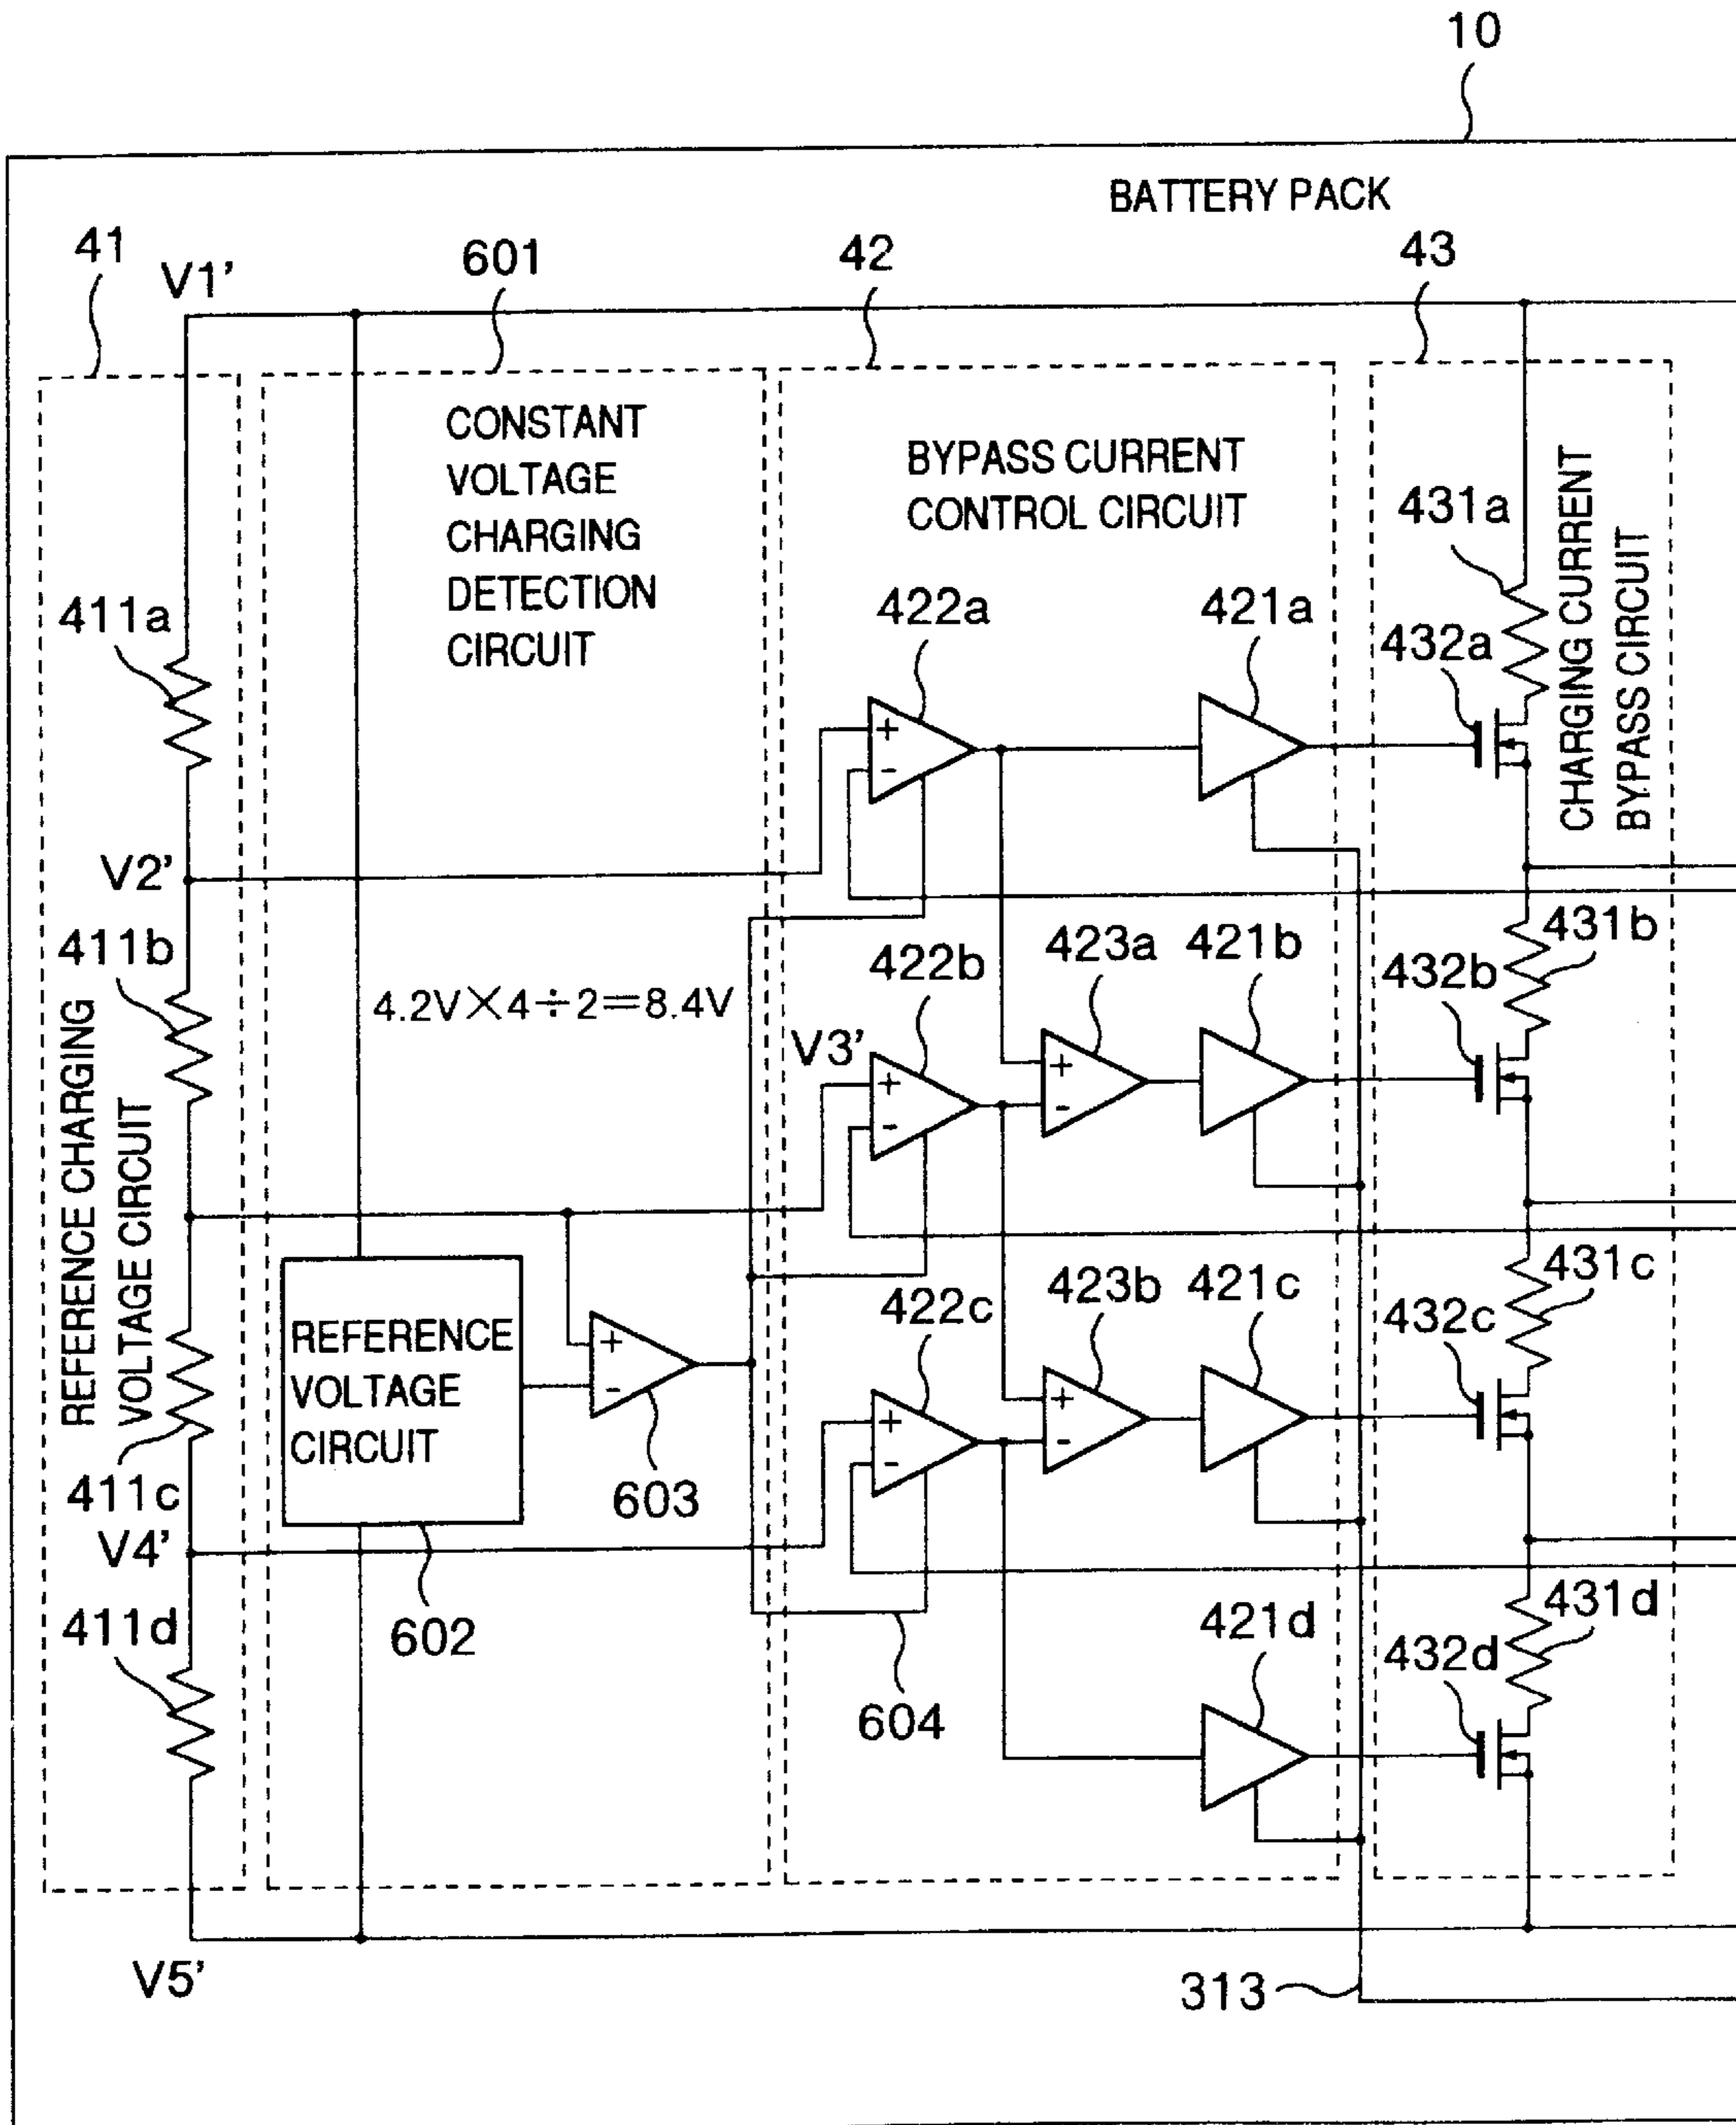 10
BATTERY PACK
41
V1'
601
42
43
CONSTANT
VOLTAGE
CHARGING
DETECTION
CIRCUIT
BYPASS CURRENT
CONTROL CIRCUIT
CHARGING CURRENT
BYPASS CIRCUIT
431a
411a
422a
421a
432a
+
-
V2'
411b
422b
423a
421b
431b
432b
4.2V×4÷2=8.4V
V3'
+
-
+
-
REFERENCE CHARGING
VOLTAGE CIRCUIT
REFERENCE
VOLTAGE
CIRCUIT
+
-
603
422c
423b
421c
431c
432c
+
-
+
-
411c
V4'
411d
602
604
421d
431d
432d
V5'
313